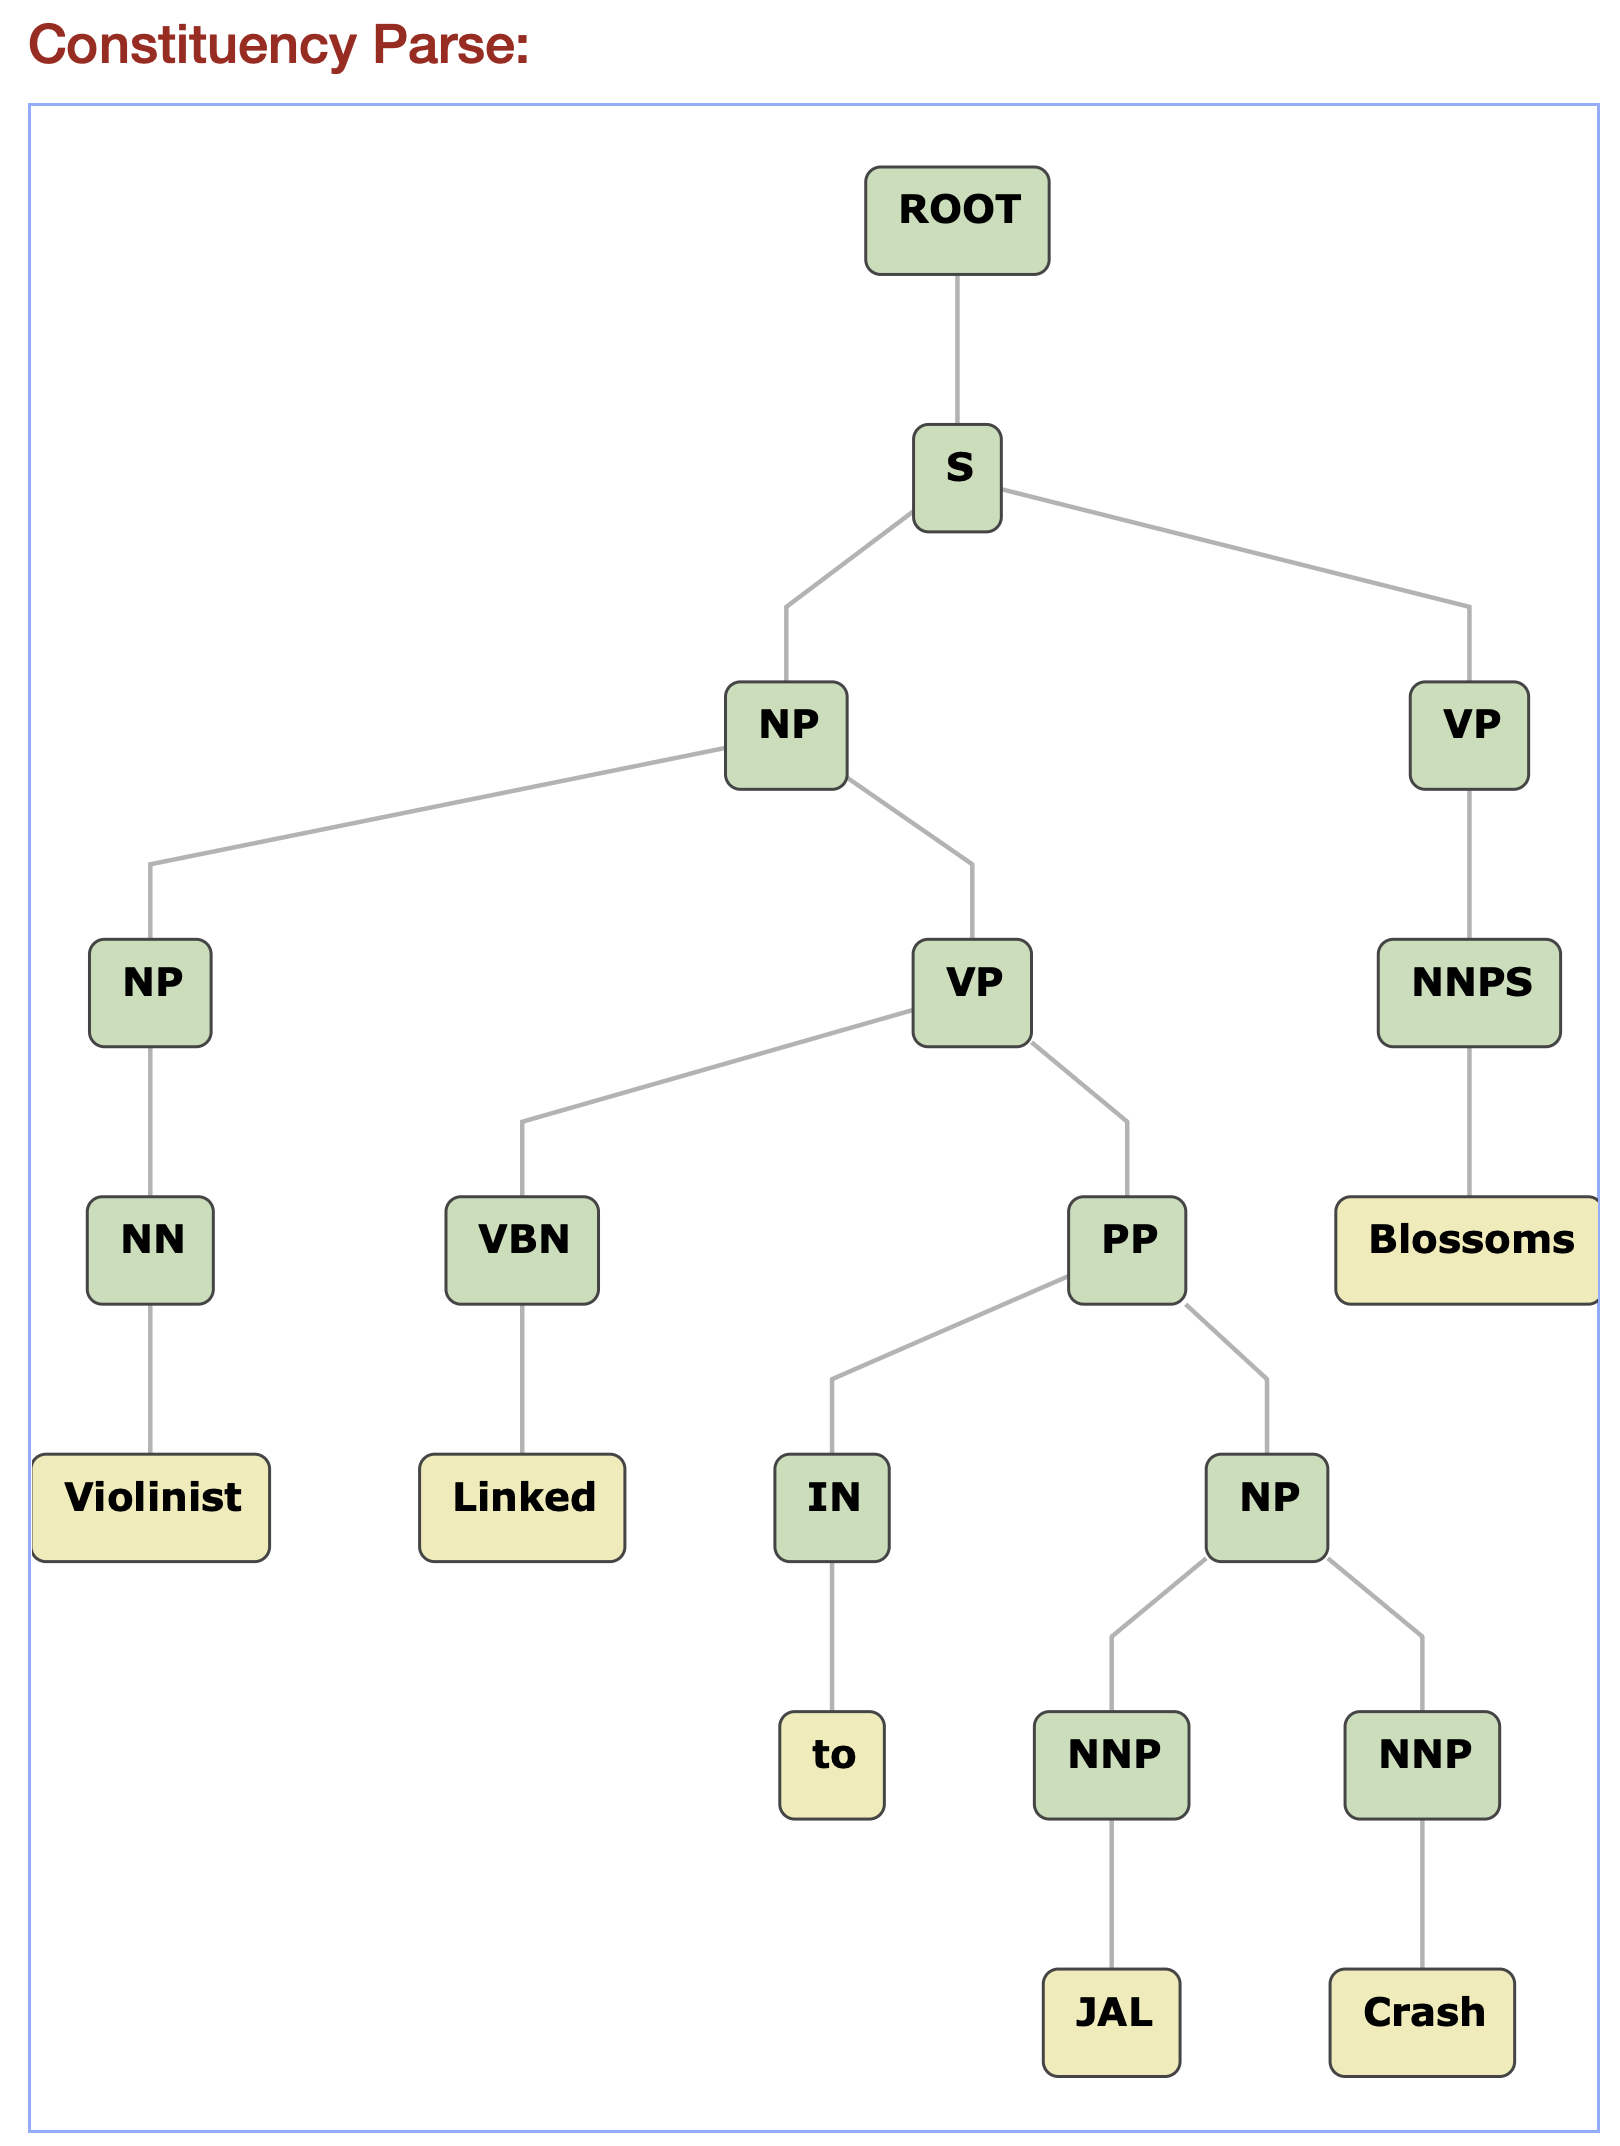 Constituency Parse:
ROOT
S
NP VP
NP VP NNPS
NN VBN PP Blossoms
Violinist Linked IN NP
to NNP NNP
JAL Crash